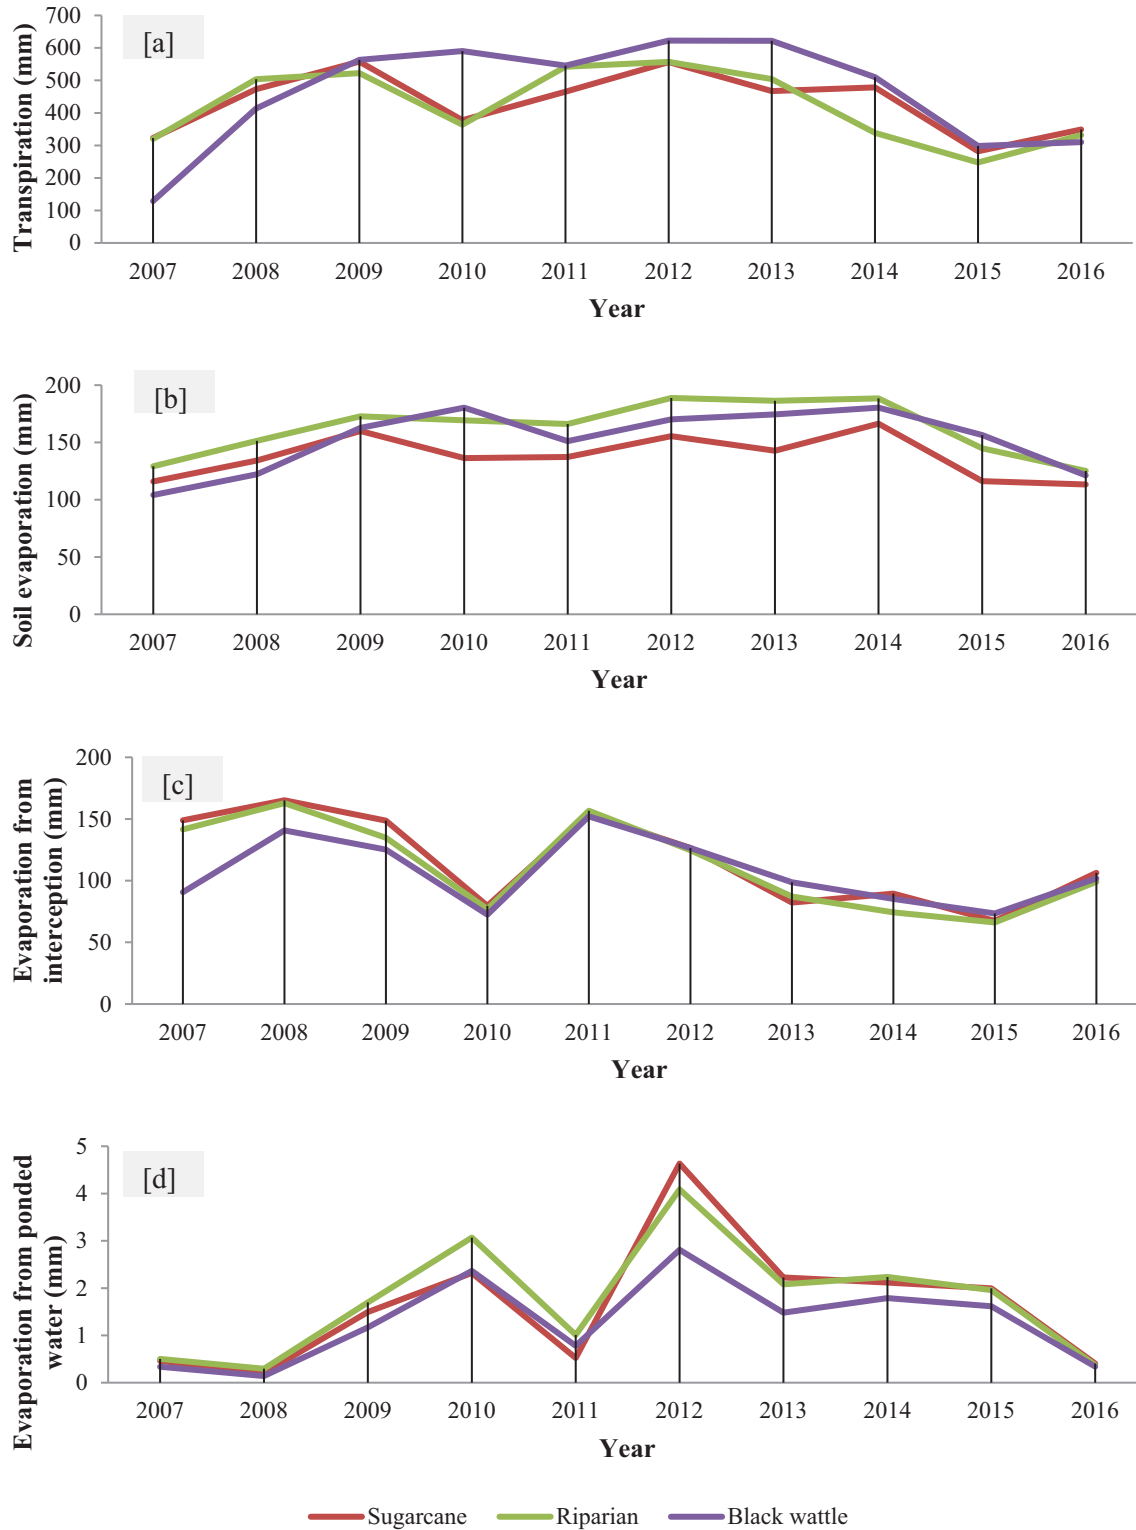 700
600
500
400
300
200
100
0
Transpiration (mm)
[a]
2007 2008 2009 2010 2011 2012 2013 2014 2015 2016
Year
200
150
100
50
0
Soil evaporation (mm)
[b]
2007 2008 2009 2010 2011 2012 2013 2014 2015 2016
Year
200
150
100
50
0
Evaporation from
interception (mm)
[c]
2007 2008 2009 2010 2011 2012 2013 2014 2015 2016
Year
5
4
3
2
1
0
Evaporation from ponded
water (mm)
[d]
2007 2008 2009 2010 2011 2012 2013 2014 2015 2016
Year
Sugarcane Riparian Black wattle